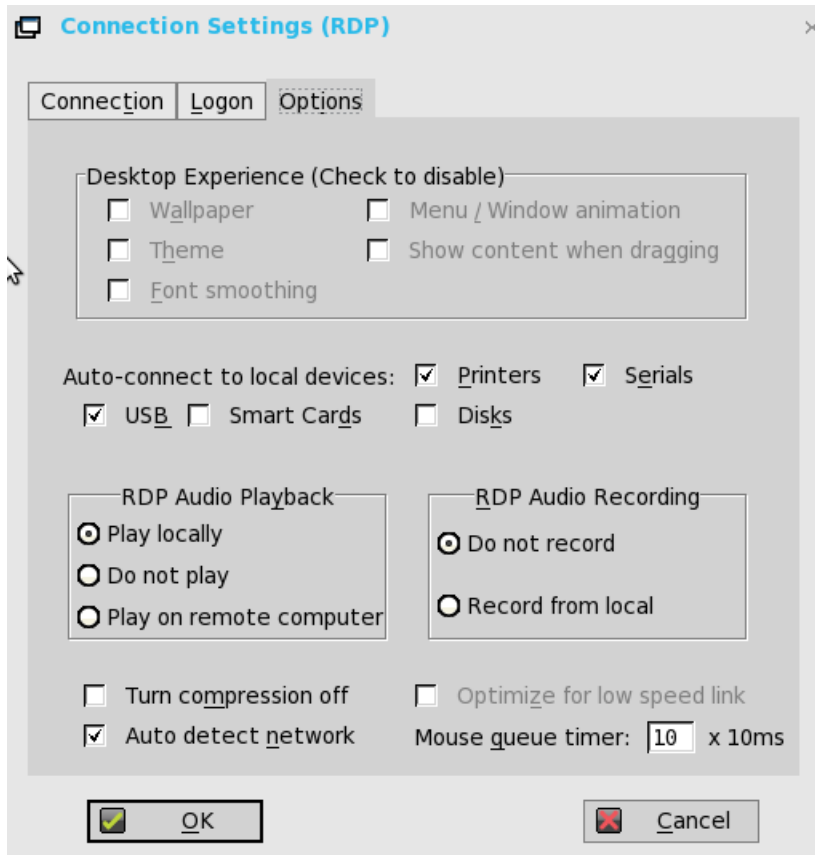 Connection Settings (RDP)
Connection Logon Options
Desktop Experience (Check to disable)
Wallpaper Menu / Window animation
Theme Show content when dragging
Font smoothing
Auto-connect to local devices: Printers Serials
USB Smart Cards Disks
RDP Audio Playback RDP Audio Recording
Play locally
Do not record
Do not play
Record from local
Play on remote computer
Turn compression off Optimize for low speed link
Auto detect network Mouse queue timer: 10 x 10ms
OK Cancel